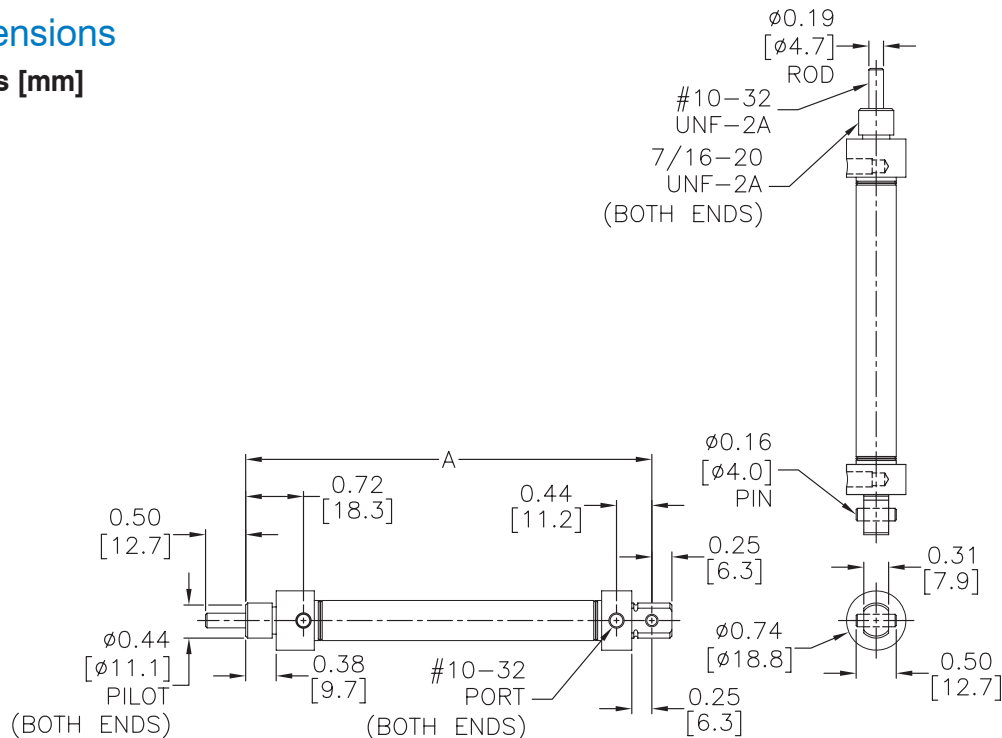 ensions
s [mm]
ø0.19
[ø4.7]
ROD
#10-32
UNF-2A
7/16-20
UNF-2A
(BOTH ENDS)
ø0.16
[ø4.0]
PIN
A
0.72
[18.3]
0.44
[11.2]
0.50
[12.7]
0.25
[6.3]
0.31
[7.9]
ø0.44
[ø11.1]
PILOT
(BOTH ENDS)
0.38
[9.7]
#10-32
PORT
(BOTH ENDS)
0.25
[6.3]
ø0.74
[ø18.8]
0.50
[12.7]